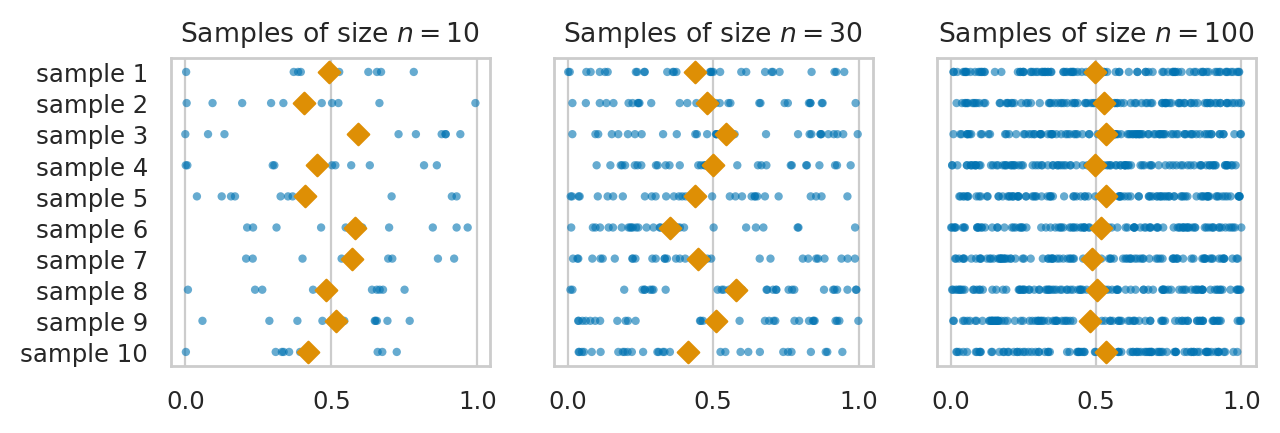 Samples of size n = 10
Samples of size n = 30
Samples of size n = 100
sample 1
sample 2
sample 3
sample 4
sample 5
sample 6
sample 7
sample 8
sample 9
sample 10
0.0 0.5 1.0
0.0 0.5 1.0
0.0 0.5 1.0